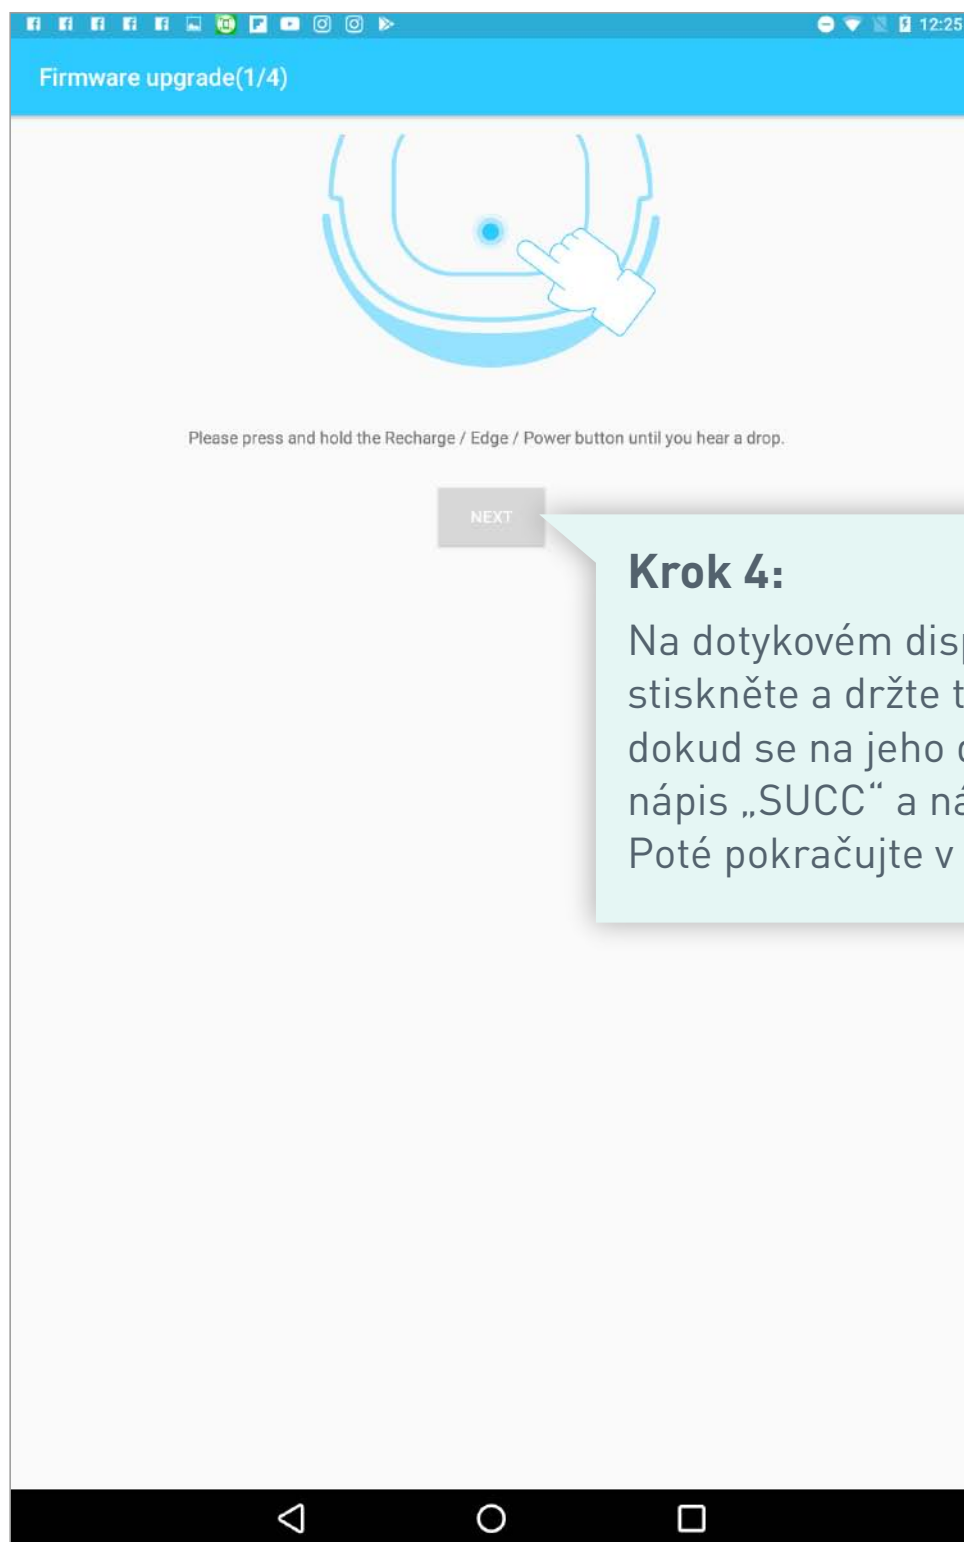 12:25
Firmware upgrade(1/4)
Please press and hold the Recharge / Edge / Power button until you hear a drop.
NEXT
Krok 4:
Na dotykovém
stiskněte a držte
dokud se na jeho
nápis „SUCC“ a
Poté pokračujte v